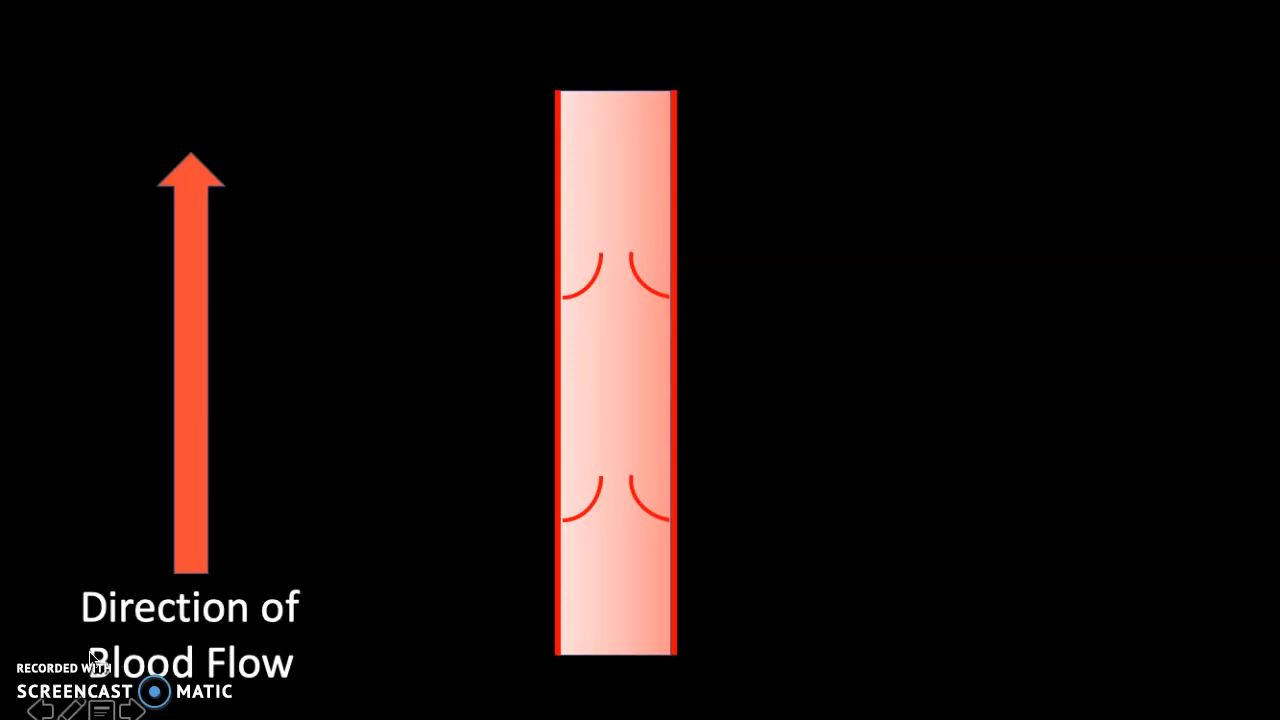 Direction of
Blood Flow
RECORDED WITH
SCREENCAST MATIC